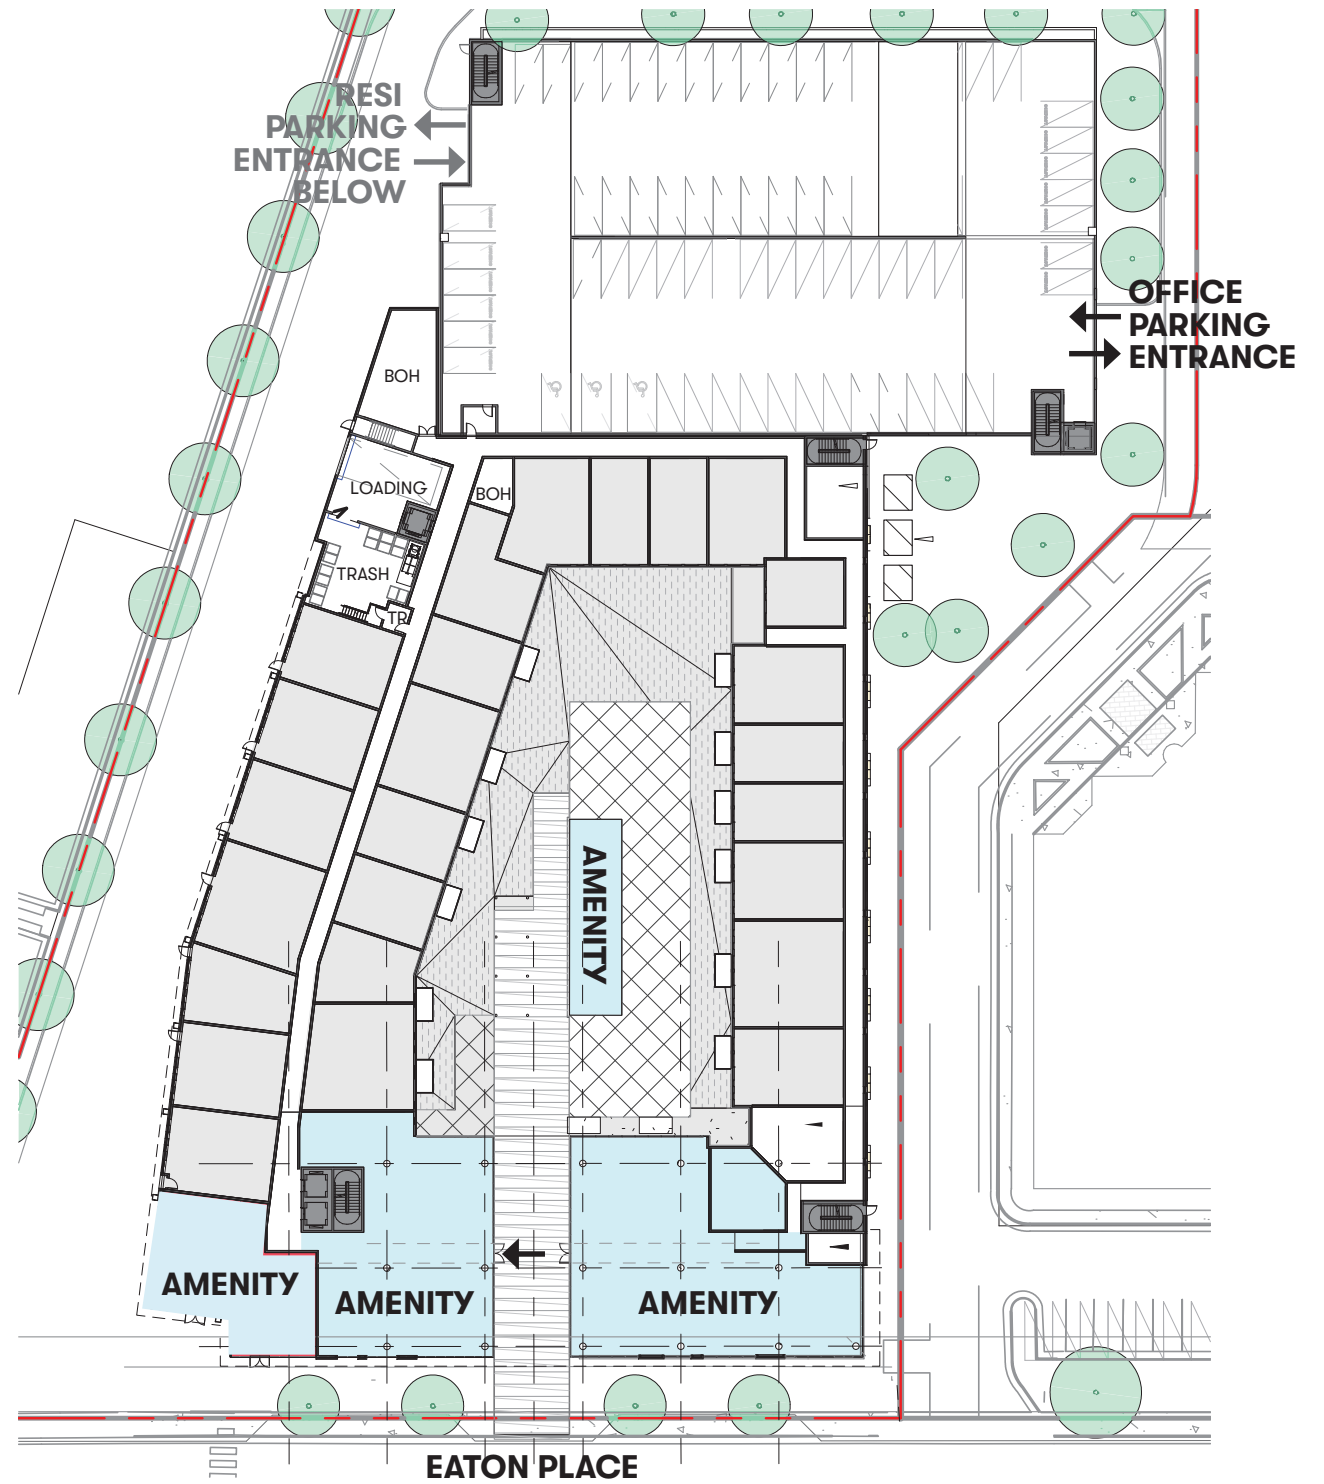 RESI
PARKING
ENTRANCE
BELOW
OFFICE
PARKING
ENTRANCE
BOH
LOADING
BOH
TRASH
TR
AMENITY
AMENITY
AMENITY
AMENITY
EATON PLACE